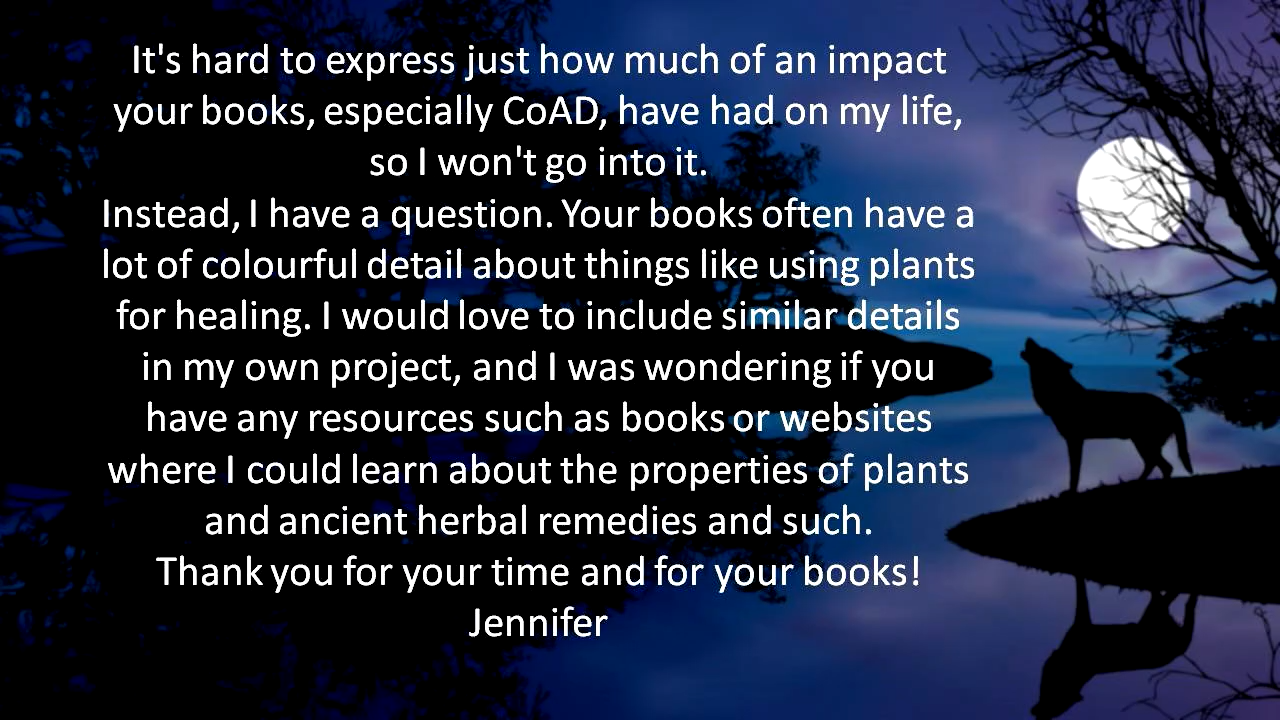 It's hard to express just how much of an impact
your books, especially CoAD, have had on my life,
so I won't go into it.
Instead, I have a question. Your books often have a
lot of colourful detail about things like using plants
for healing. I would love to include similar details
in my own project, and I was wondering if you
have any resources such as books or websites
where I could learn about the properties of plants
and ancient herbal remedies and such.
Thank you for your time and for your books!
Jennifer